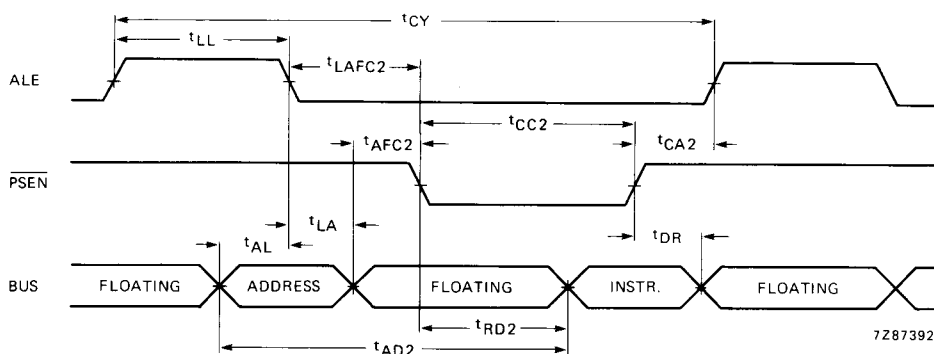 tCY
tLL
ALE
tLAFC2
tCC2
tAFC2
tCA2
PSEN
tLA
tAL
tDR
BUS
FLOATING
ADDRESS
FLOATING
INSTR.
FLOATING
tRD2
7Z87392
tAD2